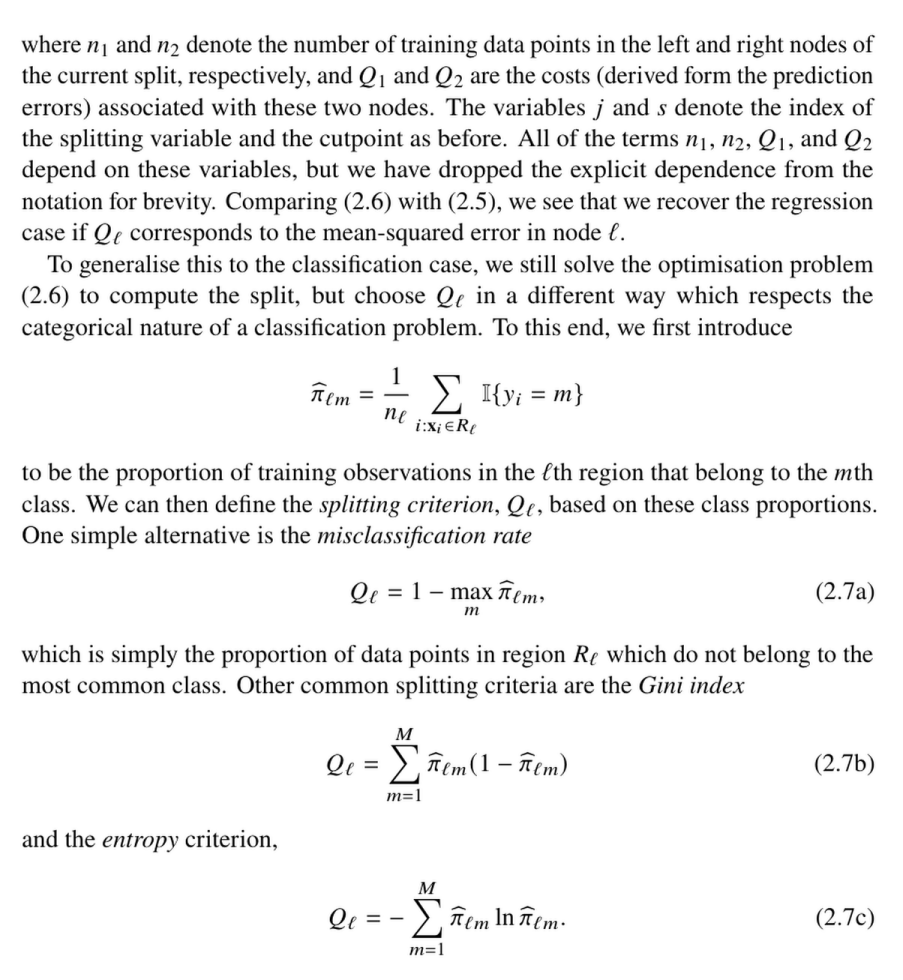 where n₁ and n₂ denote the number of training data points in the left and right nodes of
the current split, respectively, and Q₁ and Q₂ are the costs (derived form the prediction
errors) associated with these two nodes. The variables j and s denote the index of
the splitting variable and the cutpoint as before. All of the terms n₁, n₂, Q₁, and Q₂
depend on these variables, but we have dropped the explicit dependence from the
notation for brevity. Comparing (2.6) with (2.5), we see that we recover the regression
case if Q_ℓ corresponds to the mean-squared error in node ℓ.
To generalise this to the classification case, we still solve the optimisation problem
(2.6) to compute the split, but choose Q_ℓ in a different way which respects the
categorical nature of a classification problem. To this end, we first introduce
π̂_ℓm = 1/n_ℓ ∑_{i:x_i∈R_ℓ} 𝕀{y_i = m}
to be the proportion of training observations in the ℓth region that belong to the mth
class. We can then define the splitting criterion, Q_ℓ, based on these class proportions.
One simple alternative is the misclassification rate
Q_ℓ = 1 − max_m π̂_ℓm, (2.7a)
which is simply the proportion of data points in region R_ℓ which do not belong to the
most common class. Other common splitting criteria are the Gini index
Q_ℓ = ∑_{m=1}^{M} π̂_ℓm(1 − π̂_ℓm) (2.7b)
and the entropy criterion,
Q_ℓ = − ∑_{m=1}^{M} π̂_ℓm ln π̂_ℓm. (2.7c)